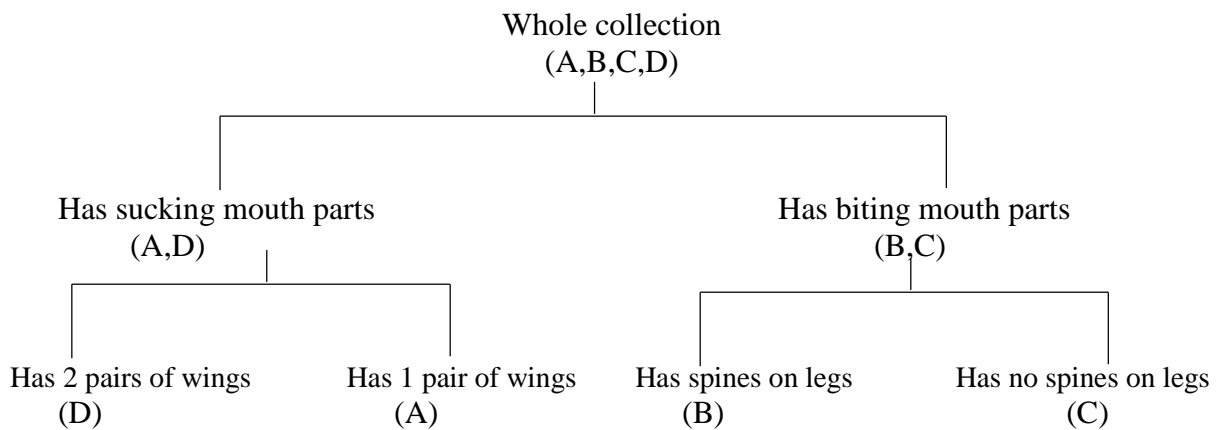 Whole collection
(A,B,C,D)
Has sucking mouth parts
(A,D)
Has biting mouth parts
(B,C)
Has 2 pairs of wings
(D)
Has 1 pair of wings
(A)
Has spines on legs
(B)
Has no spines on legs
(C)